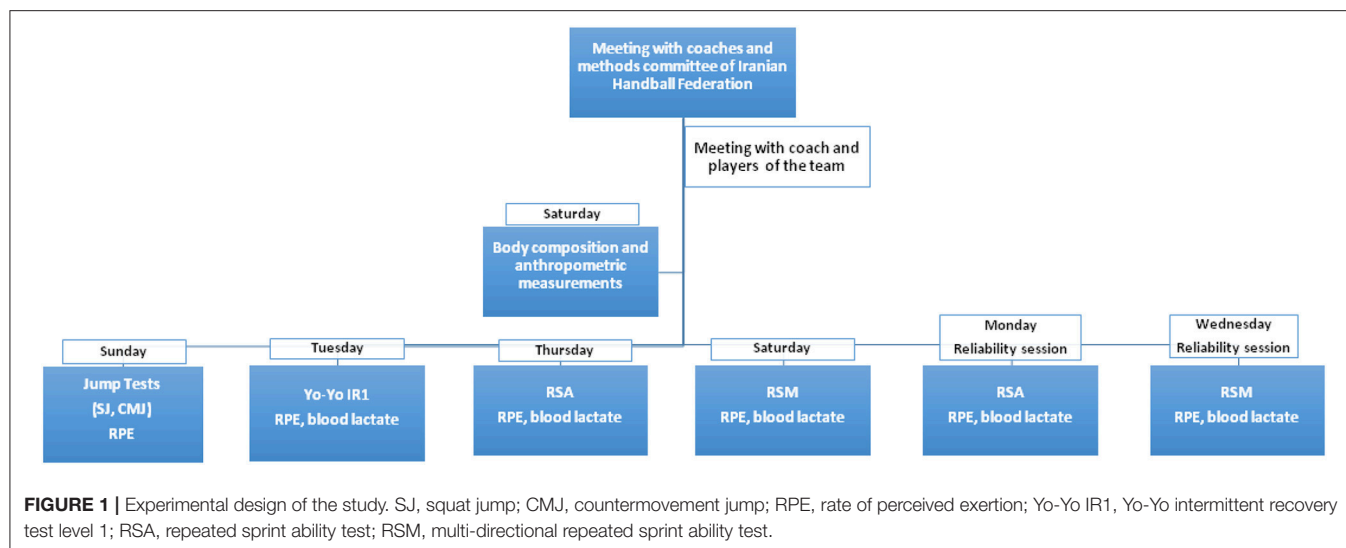 Meeting with coaches and
methods committee of Iranian
Handball Federation
Meeting with coach and
players of the team
Saturday
Body composition and
anthropometric
measurements
Sunday
Jump Tests
(SJ, CMJ)
RPE
Tuesday
Yo-Yo IR1
RPE, blood lactate
Thursday
RSA
RPE, blood lactate
Saturday
RSM
RPE, blood lactate
Monday
Reliability session
RSA
RPE, blood lactate
Wednesday
Reliability session
RSM
RPE, blood lactate
FIGURE 1 | Experimental design of the study. SJ, squat jump; CMJ, countermovement jump; RPE, rate of perceived exertion; Yo-Yo IR1, Yo-Yo intermittent recovery
test level 1; RSA, repeated sprint ability test; RSM, multi-directional repeated sprint ability test.